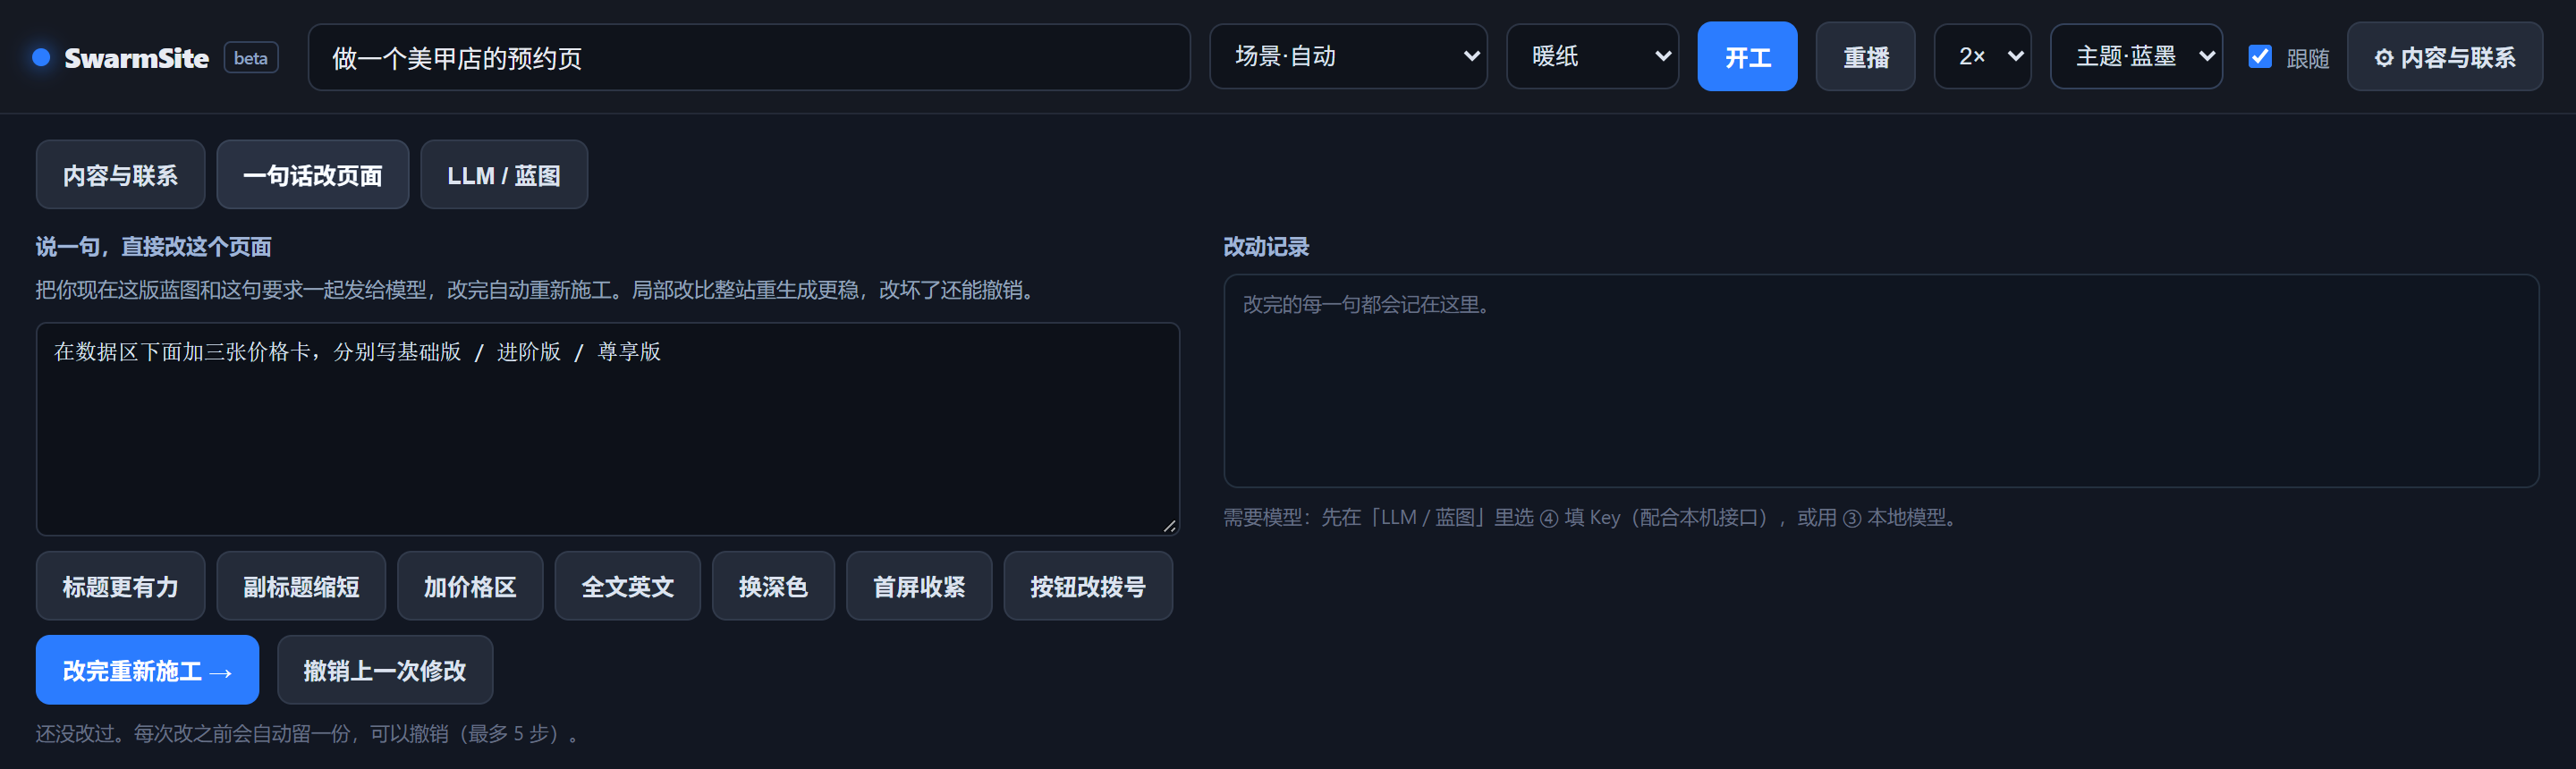 SwarmSite beta 做一个美甲店的预约页 场景·自动 暖纸 开工 重播 2× 主题·蓝墨 跟随 ⚙ 内容与联系
内容与联系 一句话改页面 LLM / 蓝图
说一句，直接改这个页面
把你现在这版蓝图和这句要求一起发给模型，改完自动重新施工。局部改比整站重生成更稳，改坏了还能撤销。
在数据区下面加三张价格卡，分别写基础版 / 进阶版 / 尊享版
标题更有力 副标题缩短 加价格区 全文英文 换深色 首屏收紧 按钮改拨号
改完重新施工 → 撤销上一次修改
还没改过。每次改之前会自动留一份，可以撤销（最多 5 步）。
改动记录
改完的每一句都会记在这里。
需要模型：先在「LLM / 蓝图」里选 ④ 填 Key（配合本机接口），或用 ③ 本地模型。